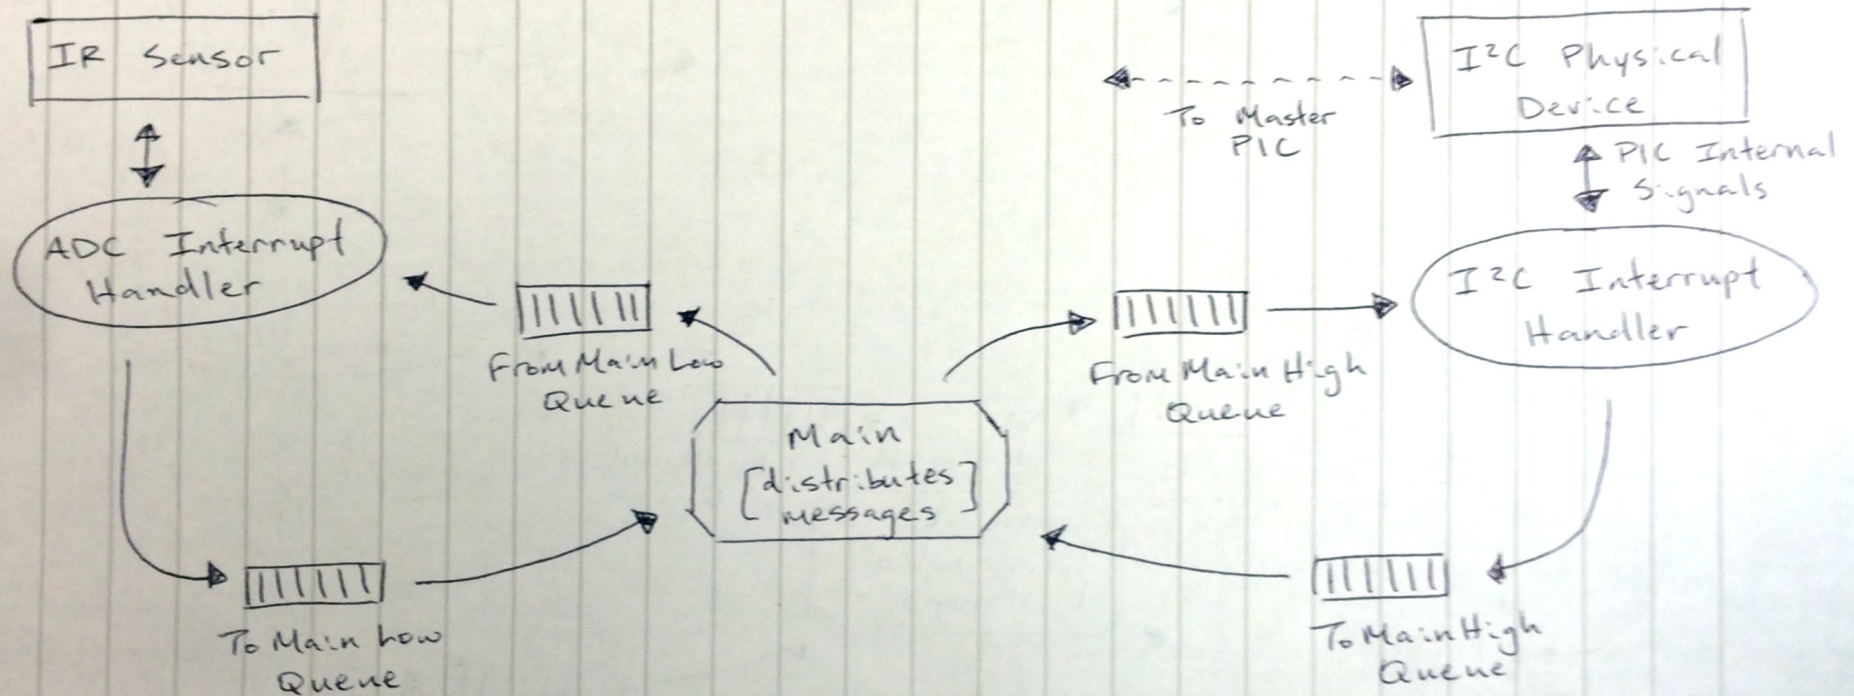 IR Sensor
I²C Physical
Device
To Master
PIC
PIC Internal
Signals
ADC Interrupt
Handler
I²C Interrupt
Handler
From Main Low
Queue
From Main High
Queue
Main
[distributes
messages]
To Main Low
Queue
To Main High
Queue